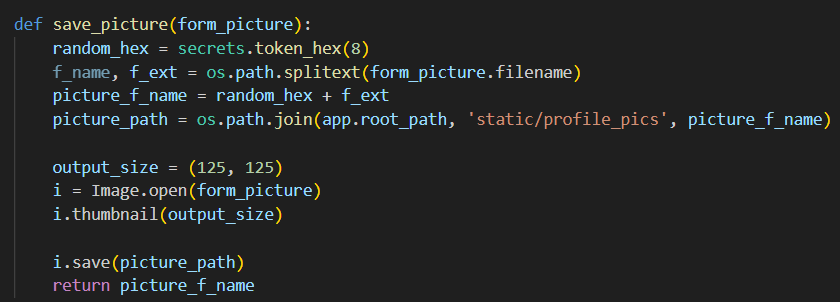 def save_picture(form_picture):
    random_hex = secrets.token_hex(8)
    f_name, f_ext = os.path.splitext(form_picture.filename)
    picture_f_name = random_hex + f_ext
    picture_path = os.path.join(app.root_path, 'static/profile_pics', picture_f_name)
    output_size = (125, 125)
    i = Image.open(form_picture)
    i.thumbnail(output_size)
    i.save(picture_path)
    return picture_f_name